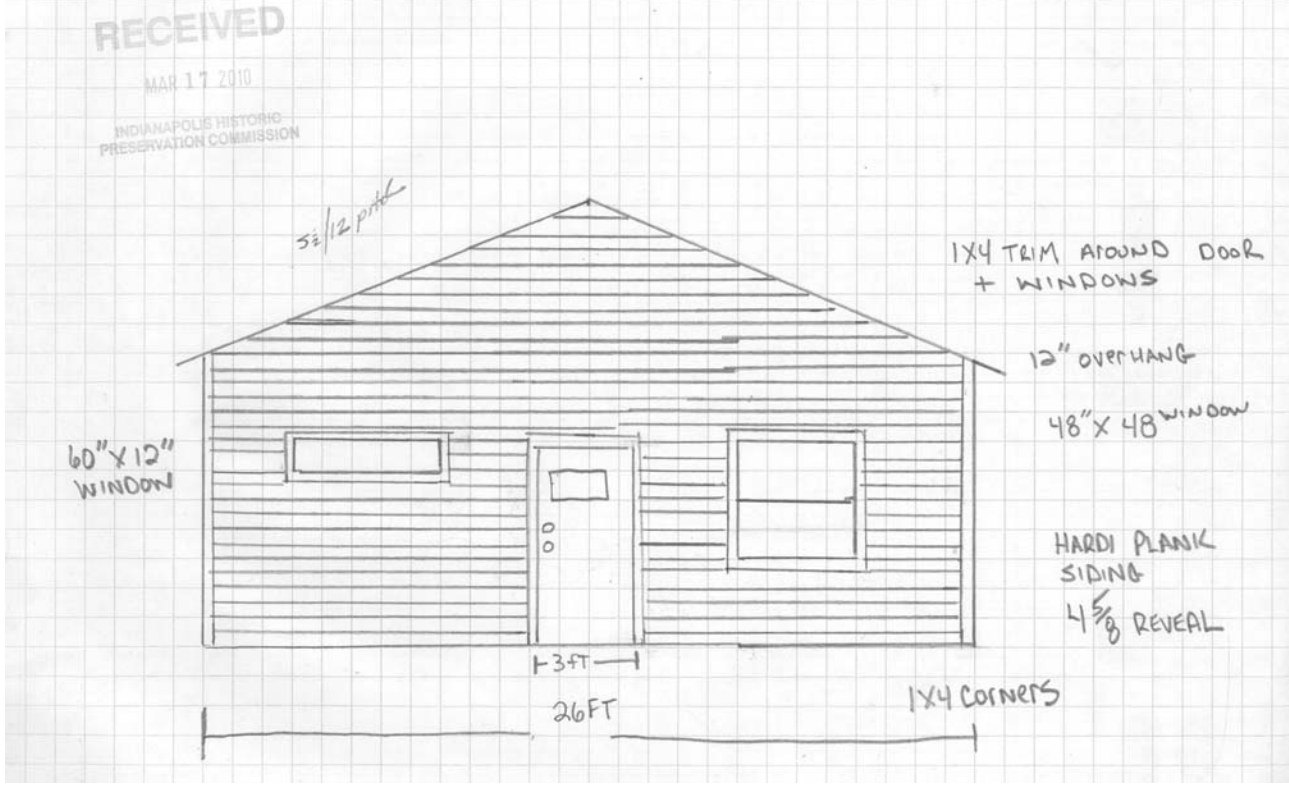 RECEIVED
MAR 17 2010
INDIANAPOLIS HISTORIC
PRESERVATION COMMISSION
5½/12 pitch
1X4 TRIM AROUND DOOR
+ WINDOWS
12" OVERHANG
48" X 48 WINDOW
60" X 12"
WINDOW
HARDI PLANK
SIDING
4 5/8 REVEAL
3FT
26FT
1X4 CORNERS